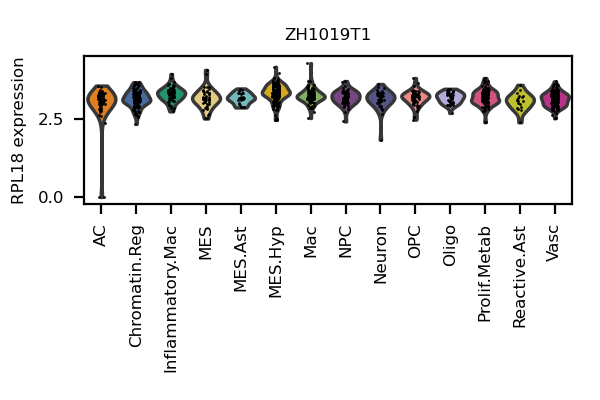 ZH1019T1
RPL18 expression
2.5
0.0
AC
Chromatin.Reg
Inflammatory.Mac
MES
MES.Ast
MES.Hyp
Mac
NPC
Neuron
OPC
Oligo
Prolif.Metab
Reactive.Ast
Vasc